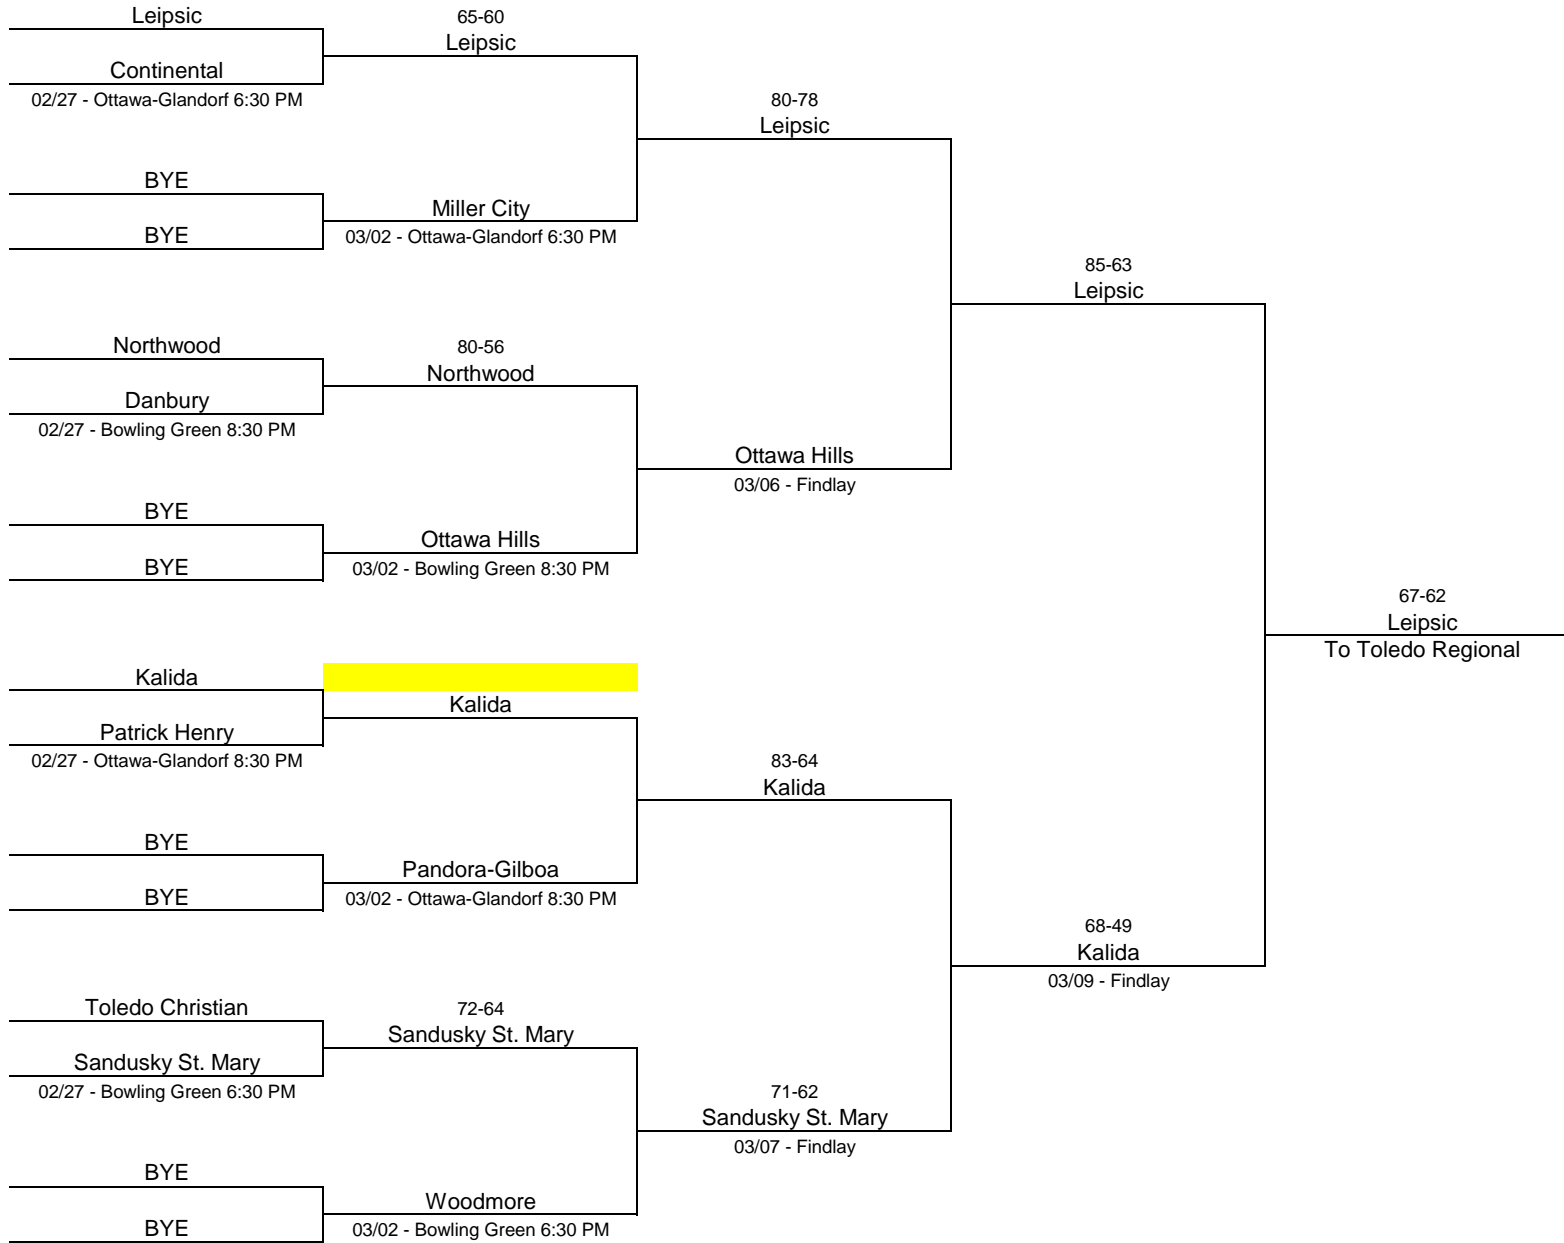 Leipsic
65-60
Leipsic
Continental
02/27 - Ottawa-Glandorf 6:30 PM
80-78
Leipsic
BYE
Miller City
BYE
03/02 - Ottawa-Glandorf 6:30 PM
85-63
Leipsic
Northwood
80-56
Northwood
Danbury
02/27 - Bowling Green 8:30 PM
Ottawa Hills
03/06 - Findlay
BYE
Ottawa Hills
BYE
03/02 - Bowling Green 8:30 PM
67-62
Leipsic
To Toledo Regional
Kalida
Kalida
Patrick Henry
02/27 - Ottawa-Glandorf 8:30 PM
83-64
Kalida
BYE
Pandora-Gilboa
BYE
03/02 - Ottawa-Glandorf 8:30 PM
68-49
Kalida
03/09 - Findlay
Toledo Christian
72-64
Sandusky St. Mary
Sandusky St. Mary
02/27 - Bowling Green 6:30 PM
71-62
Sandusky St. Mary
03/07 - Findlay
BYE
Woodmore
BYE
03/02 - Bowling Green 6:30 PM